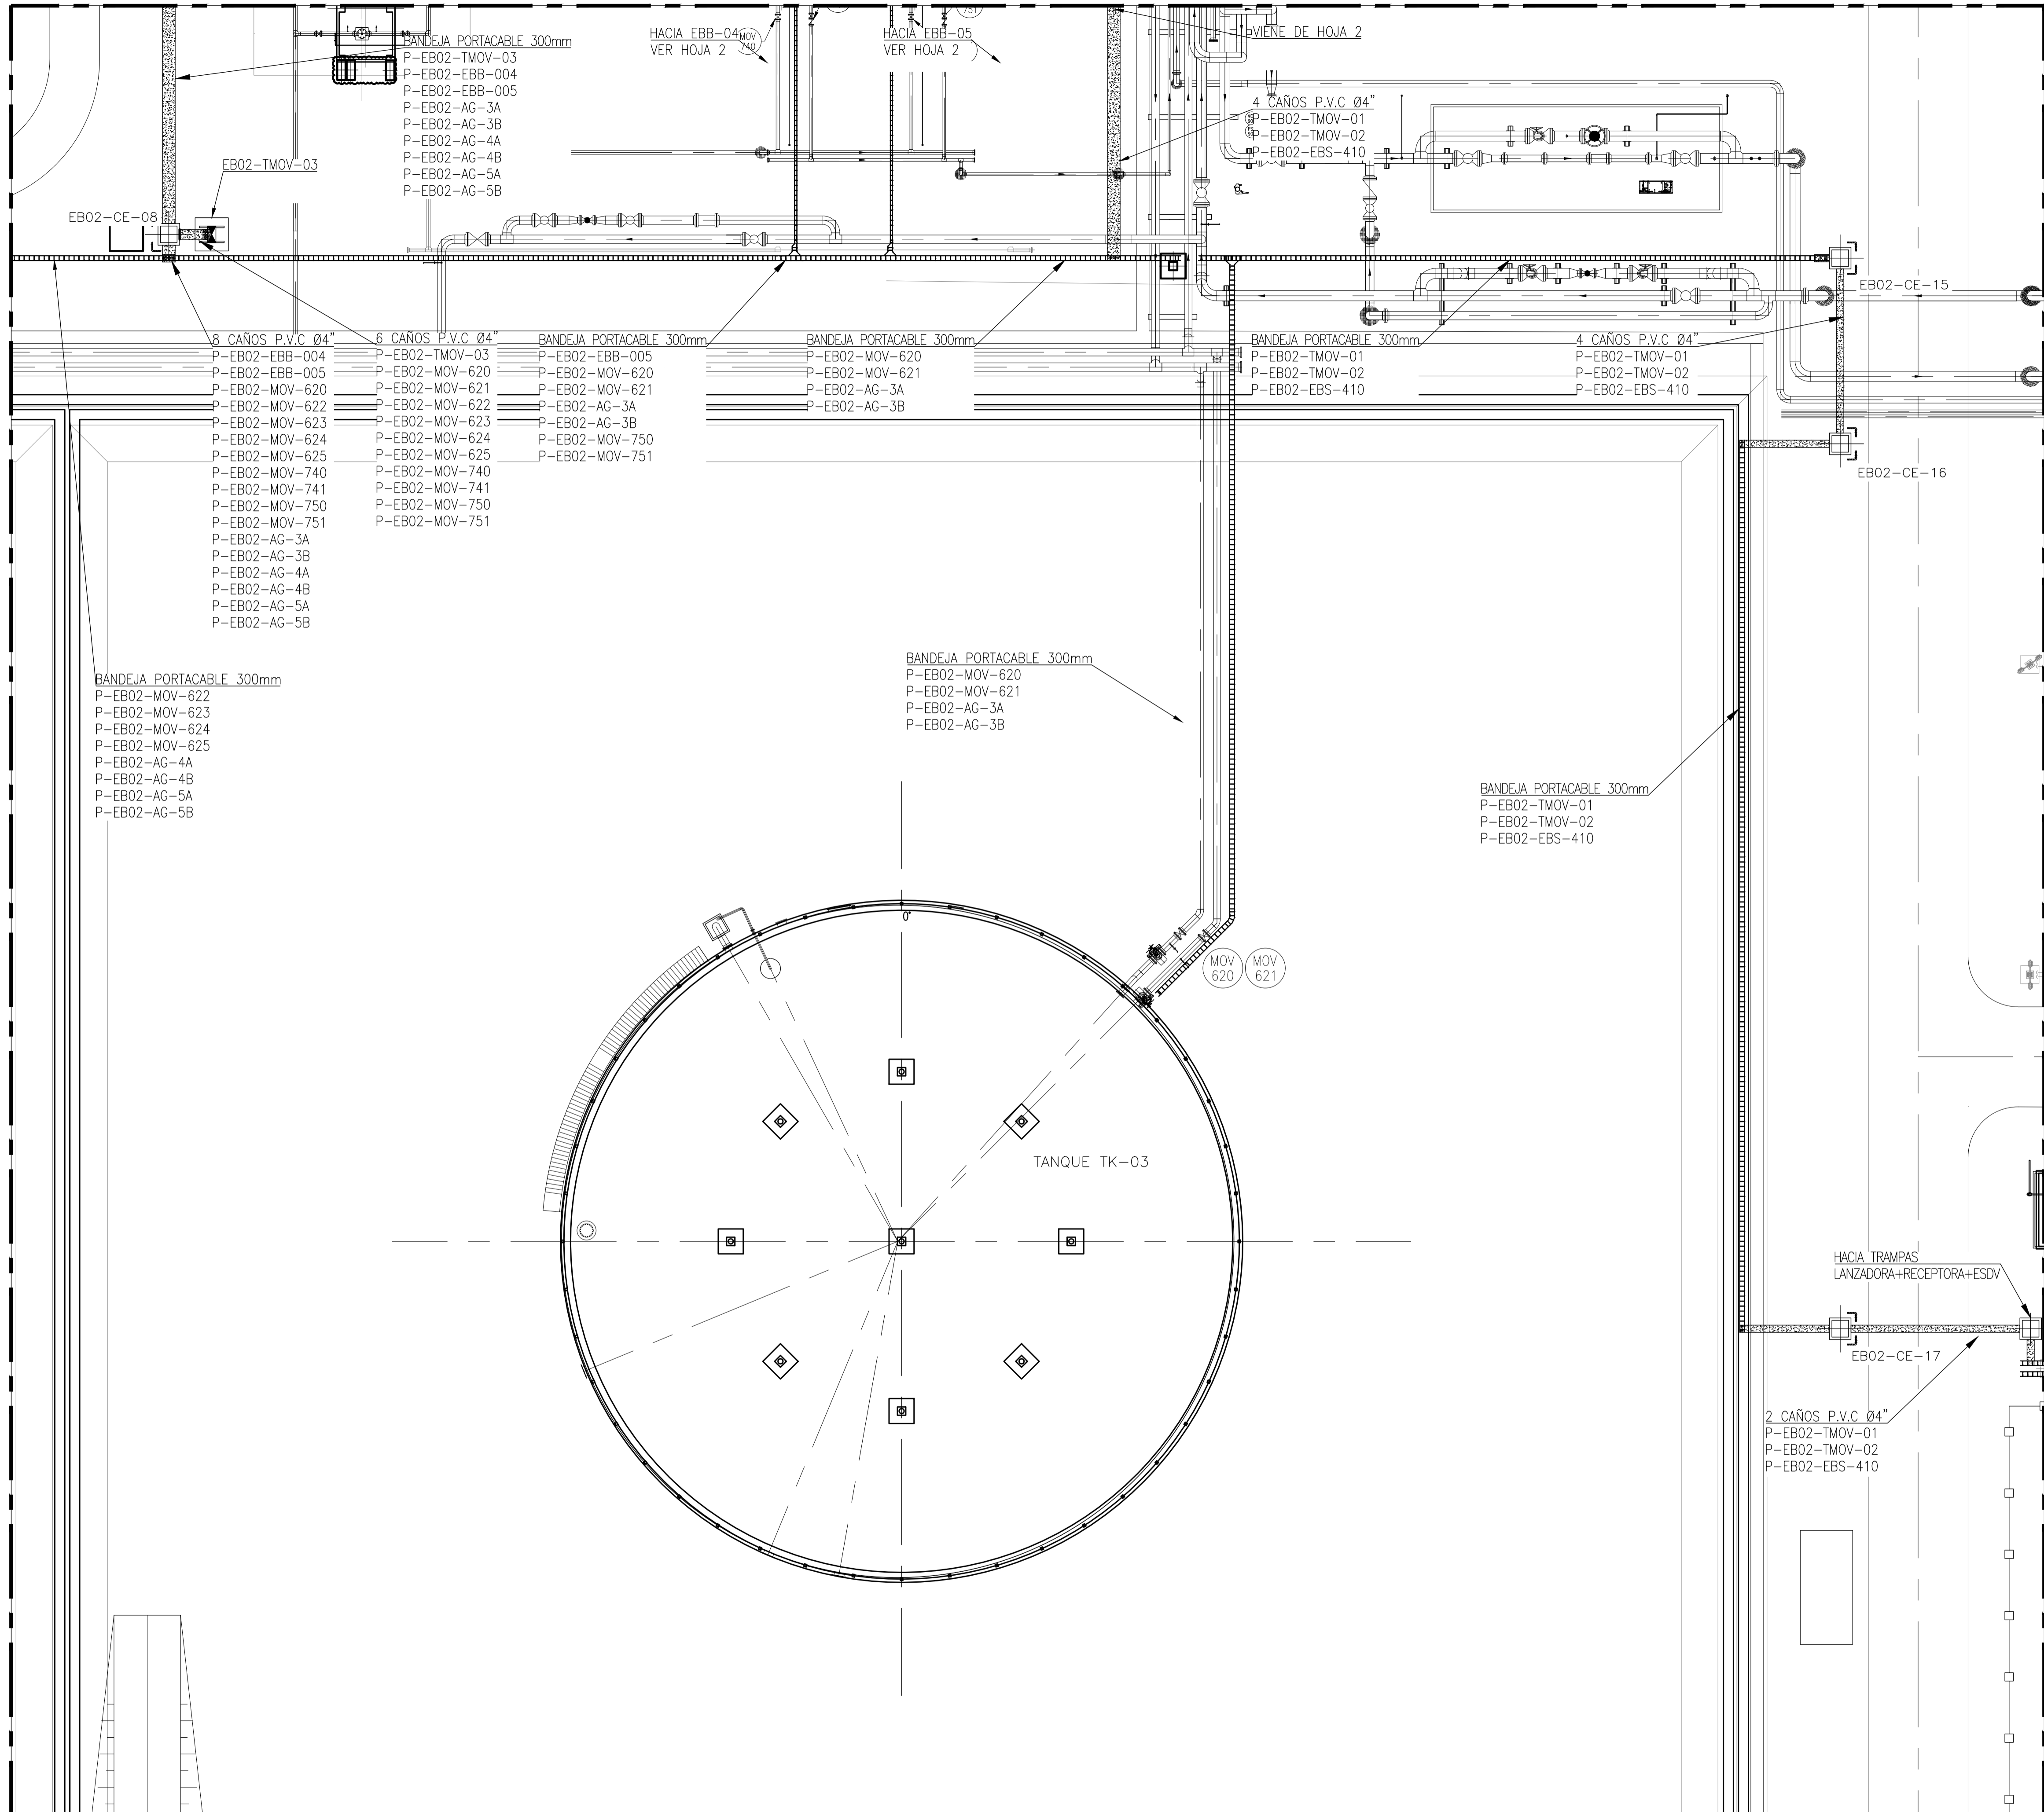 HACIA EBB-04
VER HOJA 2
MOV
740
HACIA EBB-05
VER HOJA 2
751
VIENE DE HOJA 2
BANDEJA PORTACABLE 300mm
P-EB02-TMOV-03
P-EB02-EBB-004
P-EB02-EBB-005
P-EB02-AG-3A
P-EB02-AG-3B
P-EB02-AG-4A
P-EB02-AG-4B
P-EB02-AG-5A
P-EB02-AG-5B
4 CAÑOS P.V.C Ø4"
P-EB02-TMOV-01
P-EB02-TMOV-02
P-EB02-EBS-410
EB02-TMOV-03
EB02-CE-08
EB02-CE-15
8 CAÑOS P.V.C Ø4"
P-EB02-EBB-004
P-EB02-EBB-005
P-EB02-MOV-620
P-EB02-MOV-622
P-EB02-MOV-623
P-EB02-MOV-624
P-EB02-MOV-625
P-EB02-MOV-740
P-EB02-MOV-741
P-EB02-MOV-750
P-EB02-MOV-751
P-EB02-AG-3A
P-EB02-AG-3B
P-EB02-AG-4A
P-EB02-AG-4B
P-EB02-AG-5A
P-EB02-AG-5B
6 CAÑOS P.V.C Ø4"
P-EB02-TMOV-03
P-EB02-MOV-620
P-EB02-MOV-621
P-EB02-MOV-622
P-EB02-MOV-623
P-EB02-MOV-624
P-EB02-MOV-625
P-EB02-MOV-740
P-EB02-MOV-741
P-EB02-MOV-750
P-EB02-MOV-751
BANDEJA PORTACABLE 300mm
P-EB02-EBB-005
P-EB02-MOV-620
P-EB02-MOV-621
P-EB02-AG-3A
P-EB02-AG-3B
P-EB02-MOV-750
P-EB02-MOV-751
BANDEJA PORTACABLE 300mm
P-EB02-MOV-620
P-EB02-MOV-621
P-EB02-AG-3A
P-EB02-AG-3B
BANDEJA PORTACABLE 300mm
P-EB02-TMOV-01
P-EB02-TMOV-02
P-EB02-EBS-410
4 CAÑOS P.V.C Ø4"
P-EB02-TMOV-01
P-EB02-TMOV-02
P-EB02-EBS-410
EB02-CE-16
BANDEJA PORTACABLE 300mm
P-EB02-MOV-622
P-EB02-MOV-623
P-EB02-MOV-624
P-EB02-MOV-625
P-EB02-AG-4A
P-EB02-AG-4B
P-EB02-AG-5A
P-EB02-AG-5B
BANDEJA PORTACABLE 300mm
P-EB02-MOV-620
P-EB02-MOV-621
P-EB02-AG-3A
P-EB02-AG-3B
BANDEJA PORTACABLE 300mm
P-EB02-TMOV-01
P-EB02-TMOV-02
P-EB02-EBS-410
0°
MOV
620
MOV
621
TANQUE TK-03
HACIA TRAMPAS
LANZADORA+RECEPTORA+ESDV
EB02-CE-17
2 CAÑOS P.V.C Ø4"
P-EB02-TMOV-01
P-EB02-TMOV-02
P-EB02-EBS-410